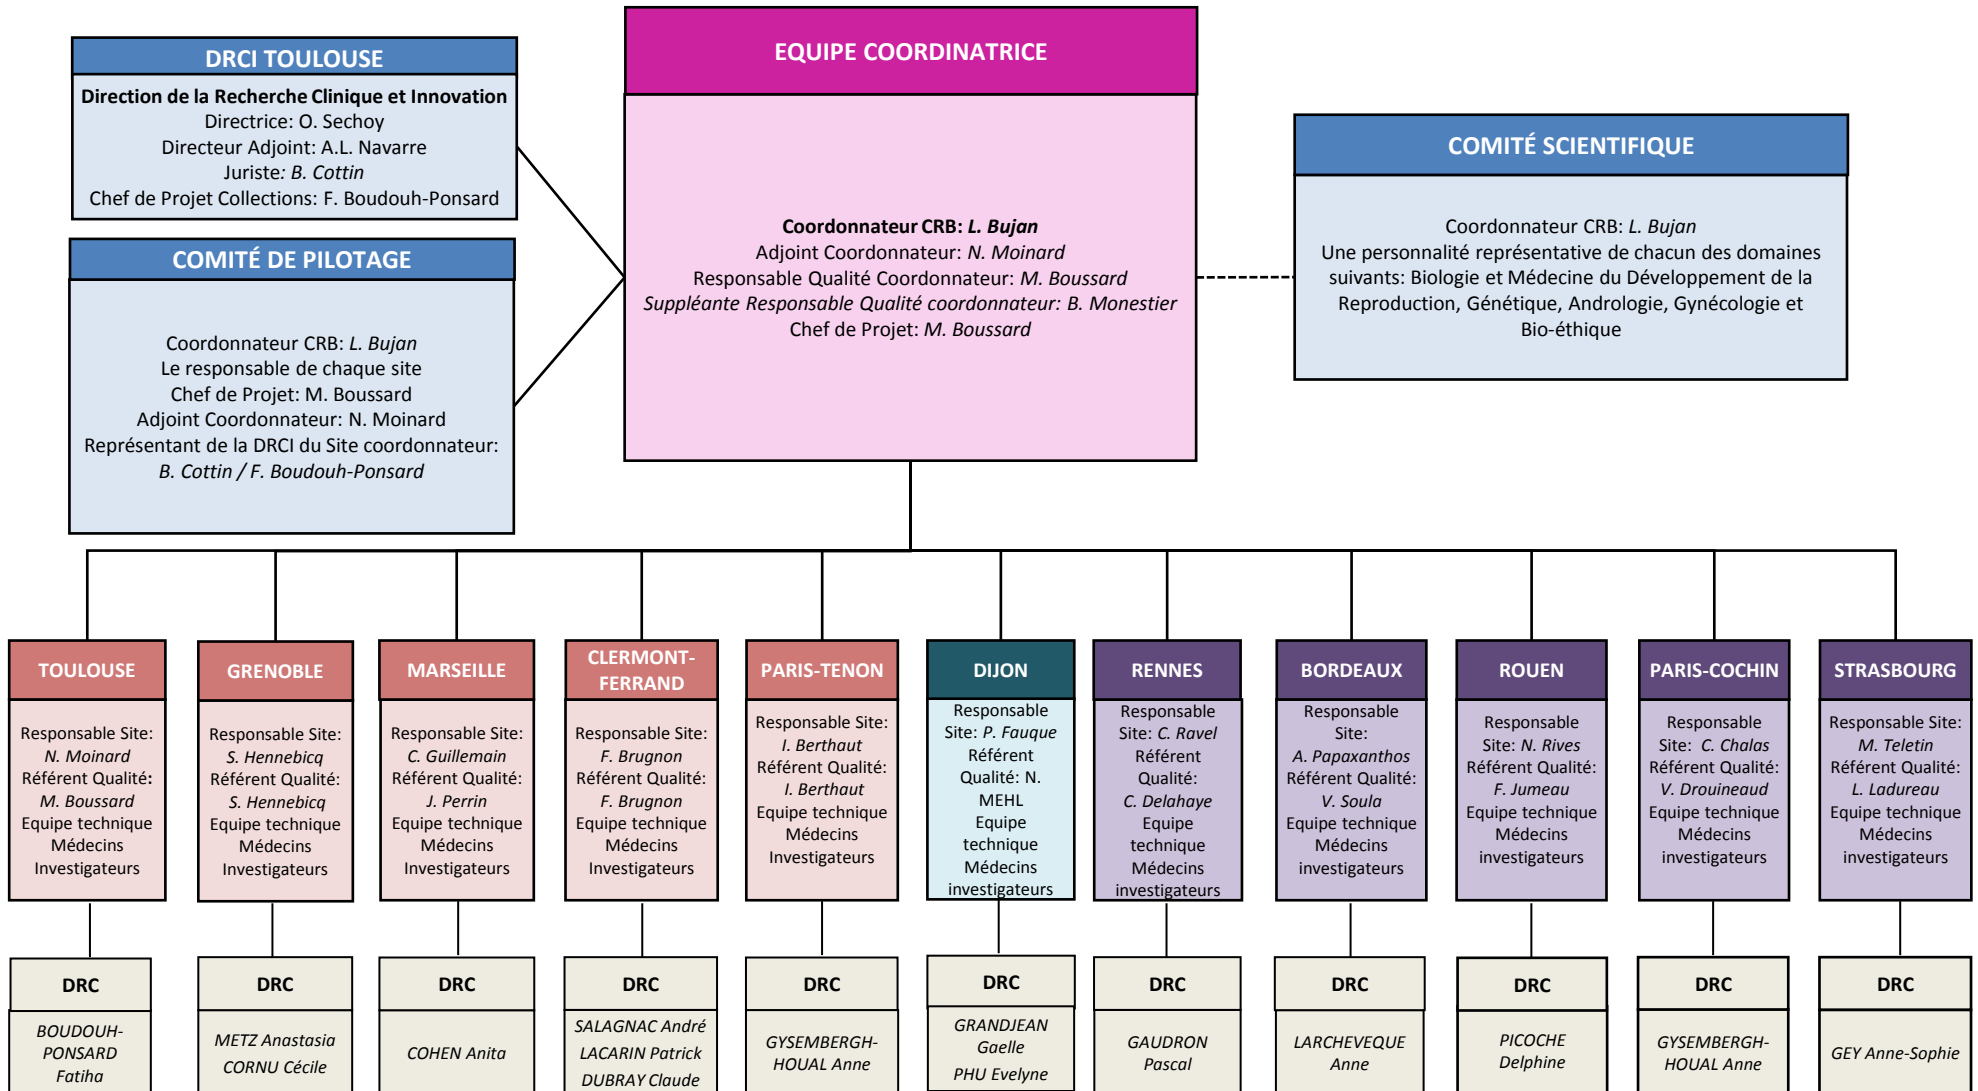 DRCI TOULOUSE
Direction de la Recherche Clinique et Innovation
Directrice: O. Sechoy
Directeur Adjoint: A.L. Navarre
Juriste: B. Cottin
Chef de Projet Collections: F. Boudouh-Ponsard
COMITÉ DE PILOTAGE
Coordonnateur CRB: L. Bujan
Le responsable de chaque site
Chef de Projet: M. Boussard
Adjoint Coordonnateur: N. Moinard
Représentant de la DRCI du Site coordonnateur:
B. Cottin / F. Boudouh-Ponsard
EQUIPE COORDINATRICE
Coordonnateur CRB: L. Bujan
Adjoint Coordonnateur: N. Moinard
Responsable Qualité Coordonnateur: M. Boussard
Suppléante Responsable Qualité coordonnateur: B. Monestier
Chef de Projet: M. Boussard
COMITÉ SCIENTIFIQUE
Coordonnateur CRB: L. Bujan
Une personnalité représentative de chacun des domaines
suivants: Biologie et Médecine du Développement de la
Reproduction, Génétique, Andrologie, Gynécologie et
Bio-éthique
TOULOUSE
Responsable Site:
N. Moinard
Référent Qualité:
M. Boussard
Equipe technique
Médecins
Investigateurs
DRC
BOUDOUH-
PONSARD
Fatiha
GRENOBLE
Responsable Site:
S. Hennebicq
Référent Qualité:
S. Hennebicq
Equipe technique
Médecins
Investigateurs
DRC
METZ Anastasia
CORNU Cécile
MARSEILLE
Responsable Site:
C. Guillemain
Référent Qualité:
J. Perrin
Equipe technique
Médecins
Investigateurs
DRC
COHEN Anita
CLERMONT-
FERRAND
Responsable Site:
F. Brugnon
Référent Qualité:
F. Brugnon
Equipe technique
Médecins
Investigateurs
DRC
SALAGNAC André
LACARIN Patrick
DUBRAY Claude
PARIS-TENON
Responsable Site:
I. Berthaut
Référent Qualité:
I. Berthaut
Equipe technique
Médecins
Investigateurs
DRC
GYSEMBERGH-
HOUAL Anne
DIJON
Responsable
Site: P. Fauque
Référent
Qualité: N.
MEHL
Equipe
technique
Médecins
investigateurs
DRC
GRANDJEAN
Gaelle
PHU Evelyne
RENNES
Responsable
Site: C. Ravel
Référent
Qualité:
C. Delahaye
Equipe
technique
Médecins
investigateurs
DRC
GAUDRON
Pascal
BORDEAUX
Responsable
Site:
A. Papaxanthos
Référent Qualité:
V. Soula
Equipe technique
Médecins
investigateurs
DRC
LARCHEVEQUE
Anne
ROUEN
Responsable
Site: N. Rives
Référent Qualité:
F. Jumeau
Equipe technique
Médecins
investigateurs
DRC
PICOCHE
Delphine
PARIS-COCHIN
Responsable
Site: C. Chalas
Référent Qualité:
V. Drouineaud
Equipe technique
Médecins
investigateurs
DRC
GYSEMBERGH-
HOUAL Anne
STRASBOURG
Responsable Site:
M. Teletin
Référent Qualité:
L. Ladureau
Equipe technique
Médecins
investigateurs
DRC
GEY Anne-Sophie